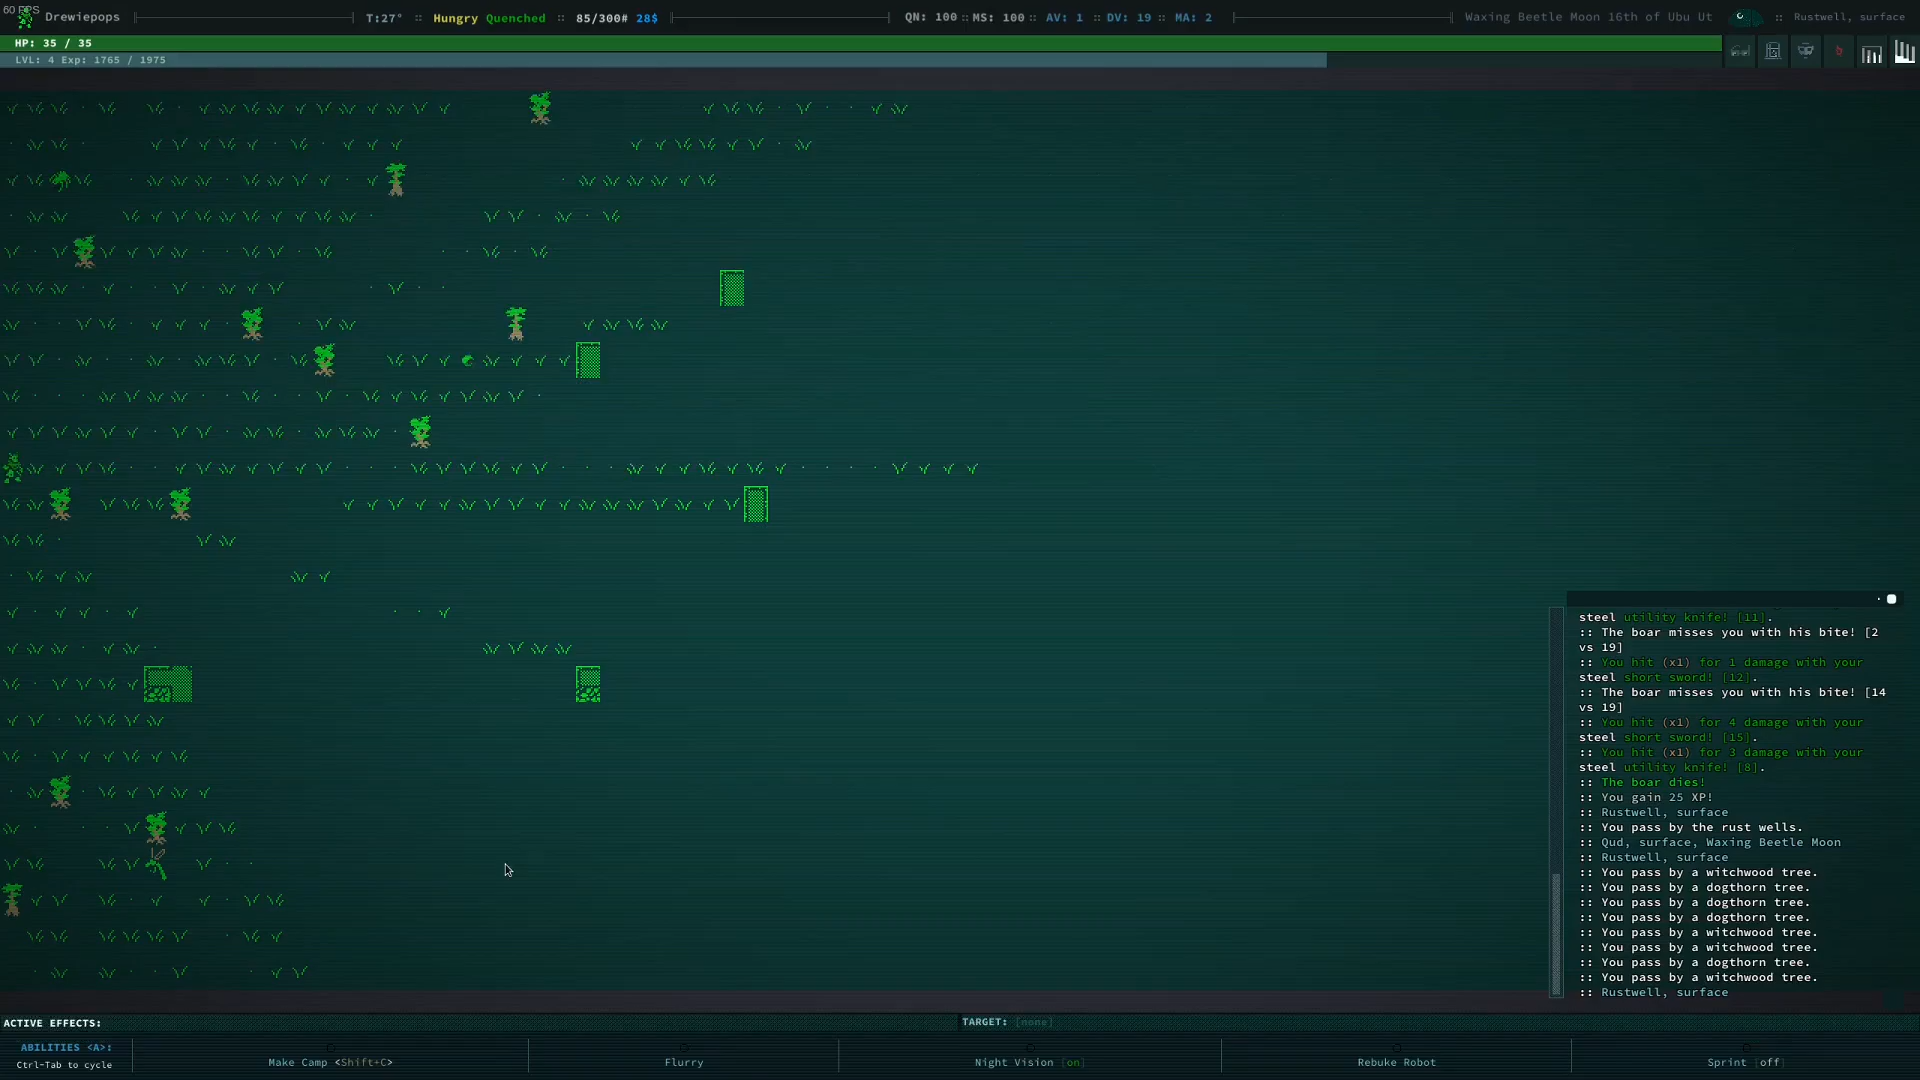 60 FPS
Drewiepops
T:27° :: Hungry Quenched :: 85/300# 28$
QN: 100 :: MS: 100 :: AV: 1 :: DV: 19 :: MA: 2
Waxing Beetle Moon 16th of Ubu Ut :: Rustwell, surface
HP: 35 / 35
LVL: 4 Exp: 1765 / 1975
steel utility knife! [11].
:: The boar misses you with his bite! [2
vs 19]
:: You hit (x1) for 1 damage with your
steel short sword! [12].
:: The boar misses you with his bite! [14
vs 19]
:: You hit (x1) for 4 damage with your
steel short sword! [15].
:: You hit (x1) for 3 damage with your
steel utility knife! [8].
:: The boar dies!
:: You gain 25 XP!
:: Rustwell, surface
:: You pass by the rust wells.
:: Qud, surface, Waxing Beetle Moon
:: Rustwell, surface
:: You pass by a witchwood tree.
:: You pass by a dogthorn tree.
:: You pass by a dogthorn tree.
:: You pass by a dogthorn tree.
:: You pass by a witchwood tree.
:: You pass by a witchwood tree.
:: You pass by a dogthorn tree.
:: You pass by a witchwood tree.
:: Rustwell, surface
ACTIVE EFFECTS:
TARGET: [none]
ABILITIES <A>:
Ctrl-Tab to cycle
Make Camp <Shift+C>
Flurry
Night Vision [on]
Rebuke Robot
Sprint [off]